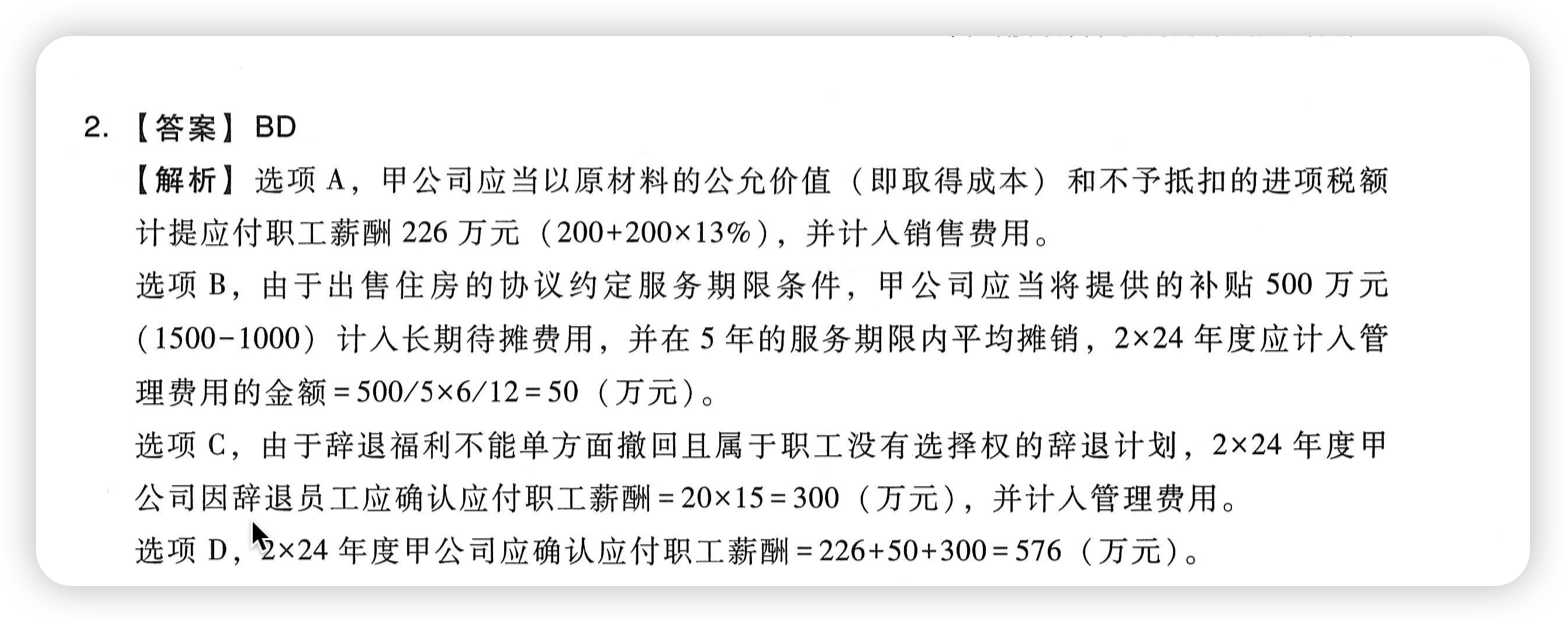 2. 【答案】BD
【解析】选项 A，甲公司应当以原材料的公允价值（即取得成本）和不予抵扣的进项税额
计提应付职工薪酬 226 万元（200+200×13%），并计入销售费用。
选项 B，由于出售住房的协议约定服务期限条件，甲公司应当将提供的补贴 500 万元
（1500-1000）计入长期待摊费用，并在 5 年的服务期限内平均摊销，2×24 年度应计入管
理费用的金额=500/5×6/12=50（万元）。
选项 C，由于辞退福利不能单方面撤回且属于职工没有选择权的辞退计划，2×24 年度甲
公司因辞退员工应确认应付职工薪酬=20×15=300（万元），并计入管理费用。
选项 D，2×24 年度甲公司应确认应付职工薪酬=226+50+300=576（万元）。